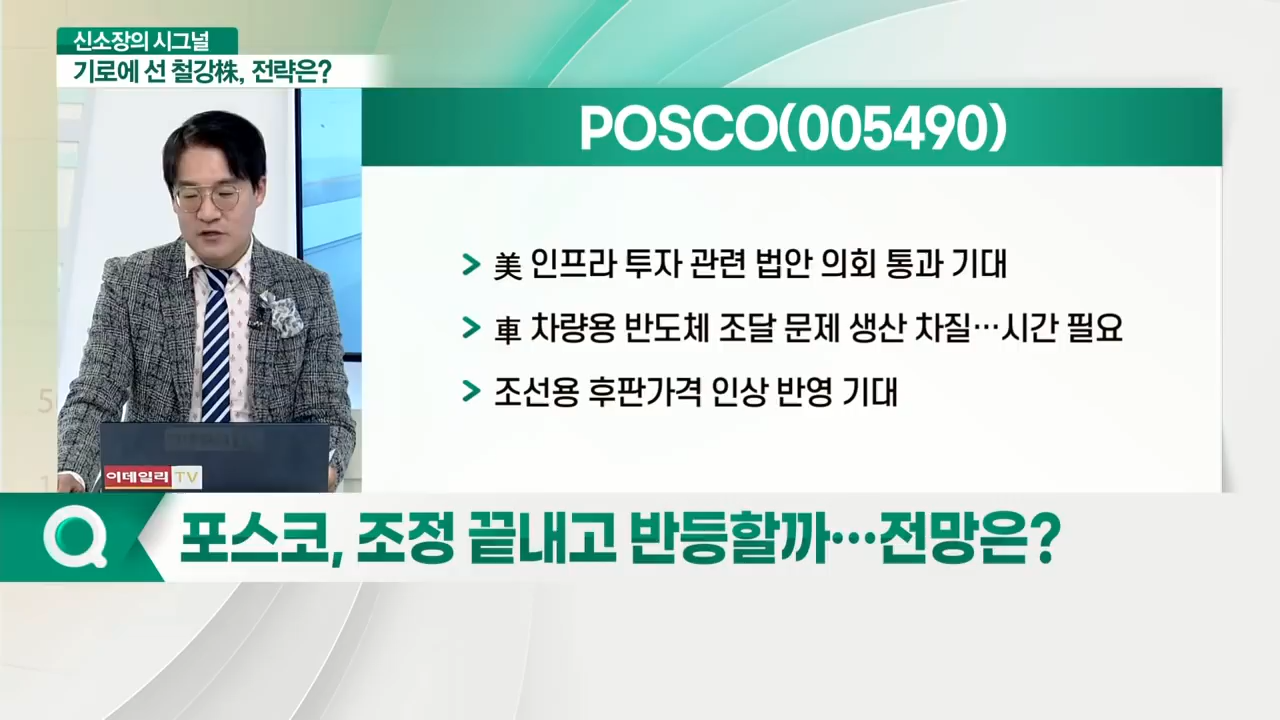 신소장의 시그널
기로에 선 철강株, 전략은?
POSCO(005490)
> 美 인프라 투자 관련 법안 의회 통과 기대
> 車 차량용 반도체 조달 문제 생산 차질…시간 필요
> 조선용 후판가격 인상 반영 기대
이데일리 TV
Q 포스코, 조정 끝내고 반등할까…전망은?